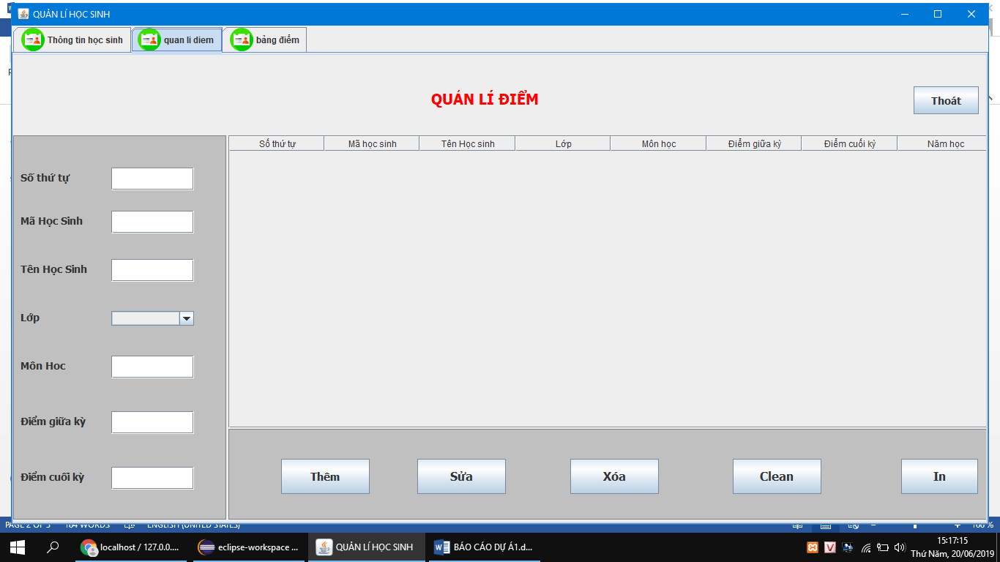 QUẢN LÍ HỌC SINH
Thông tin học sinh
quan li diem
bảng điểm
QUẢN LÍ ĐIỂM
Thoát
Số thứ tự
Mã học sinh
Tên Học sinh
Lớp
Môn học
Điểm giữa kỳ
Điểm cuối kỳ
Năm học
Số thứ tự
Mã Học Sinh
Tên Học Sinh
Lớp
Môn Hoc
Điểm giữa kỳ
Điểm cuối kỳ
Thêm
Sửa
Xóa
Clean
In
PAGE 2 OF 3 164 WORDS ENGLISH (UNITED STATES) 100 %
localhost / 127.0.0....
eclipse-workspace ...
QUẢN LÍ HỌC SINH
BÁO CÁO DỰ Á1.d...
15:17:15
Thứ Năm, 20/06/2019